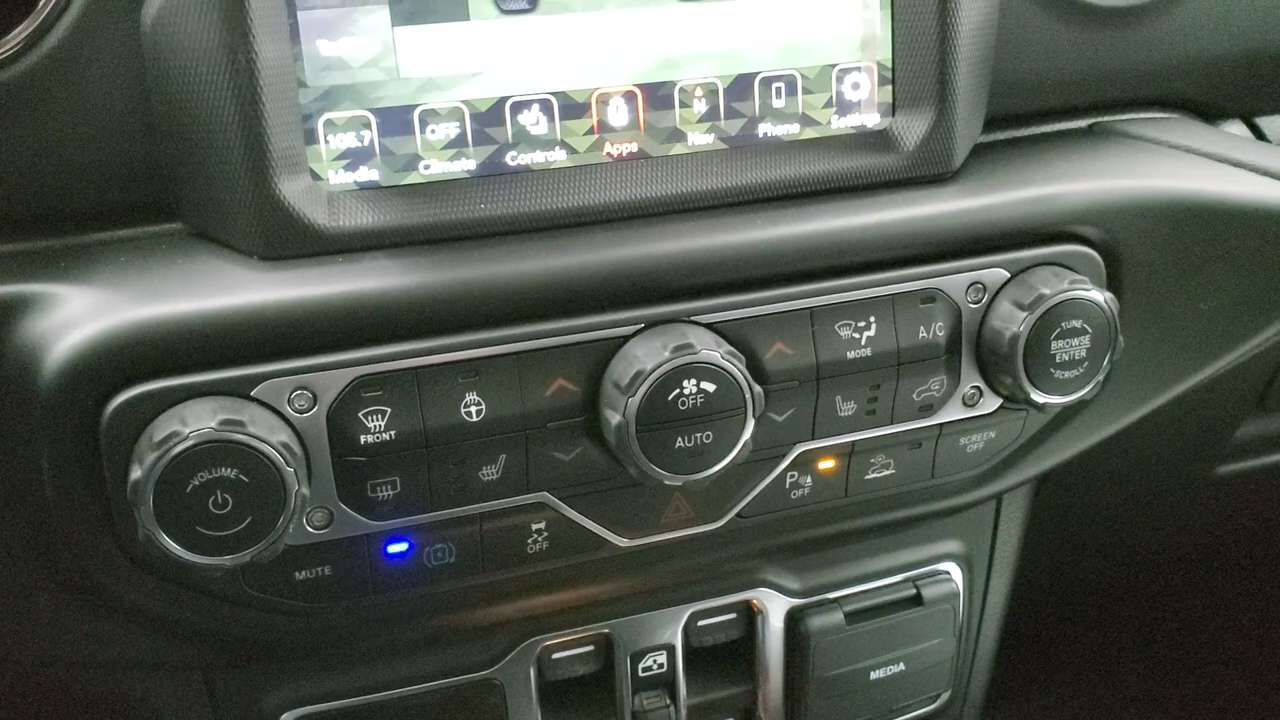 105.7
OFF
N
Media
Climate
Controls
Apps
Nav
Phone
Settings
TUNE
BROWSE
ENTER
SCROLL
MODE
A/C
OFF
AUTO
FRONT
VOLUME
SCREEN
OFF
P
OFF
OFF
MUTE
MEDIA